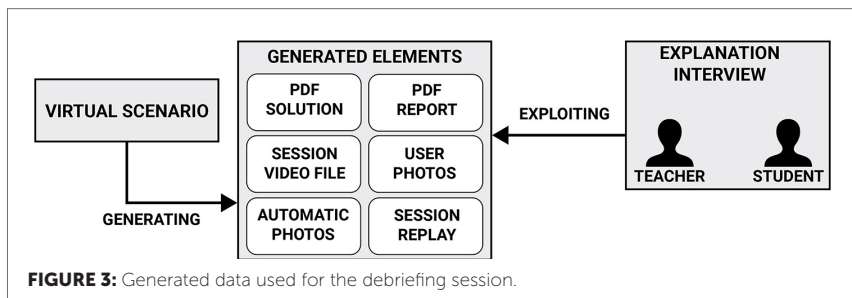 VIRTUAL SCENARIO
GENERATING
GENERATED ELEMENTS
PDF
SOLUTION
PDF
REPORT
SESSION
VIDEO FILE
USER
PHOTOS
AUTOMATIC
PHOTOS
SESSION
REPLAY
EXPLOITING
EXPLANATION
INTERVIEW
TEACHER
STUDENT
FIGURE 3: Generated data used for the debriefing session.